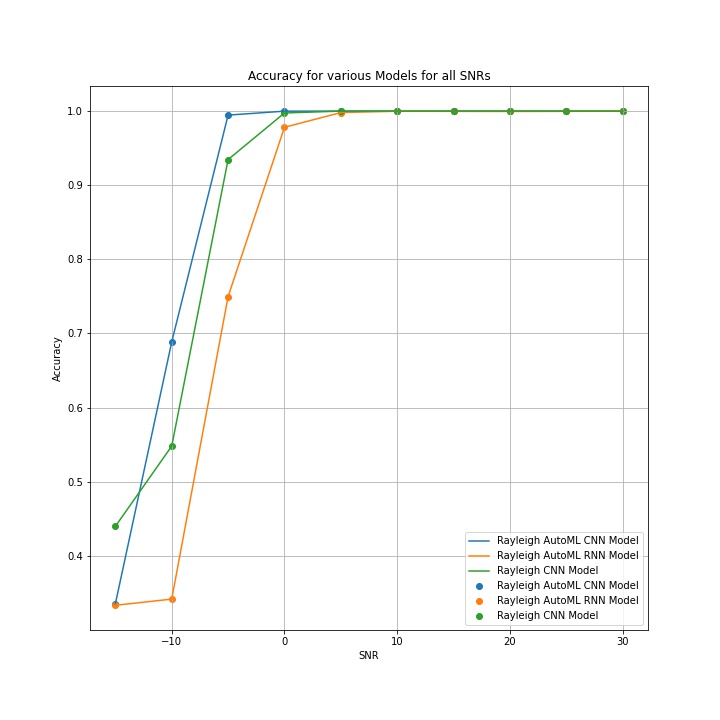 Accuracy for various Models for all SNRs
1.0
0.9
0.8
0.7
0.6
0.5
0.4
Accuracy
−10
0
10
20
30
SNR
Rayleigh AutoML CNN Model
Rayleigh AutoML RNN Model
Rayleigh CNN Model
Rayleigh AutoML CNN Model
Rayleigh AutoML RNN Model
Rayleigh CNN Model